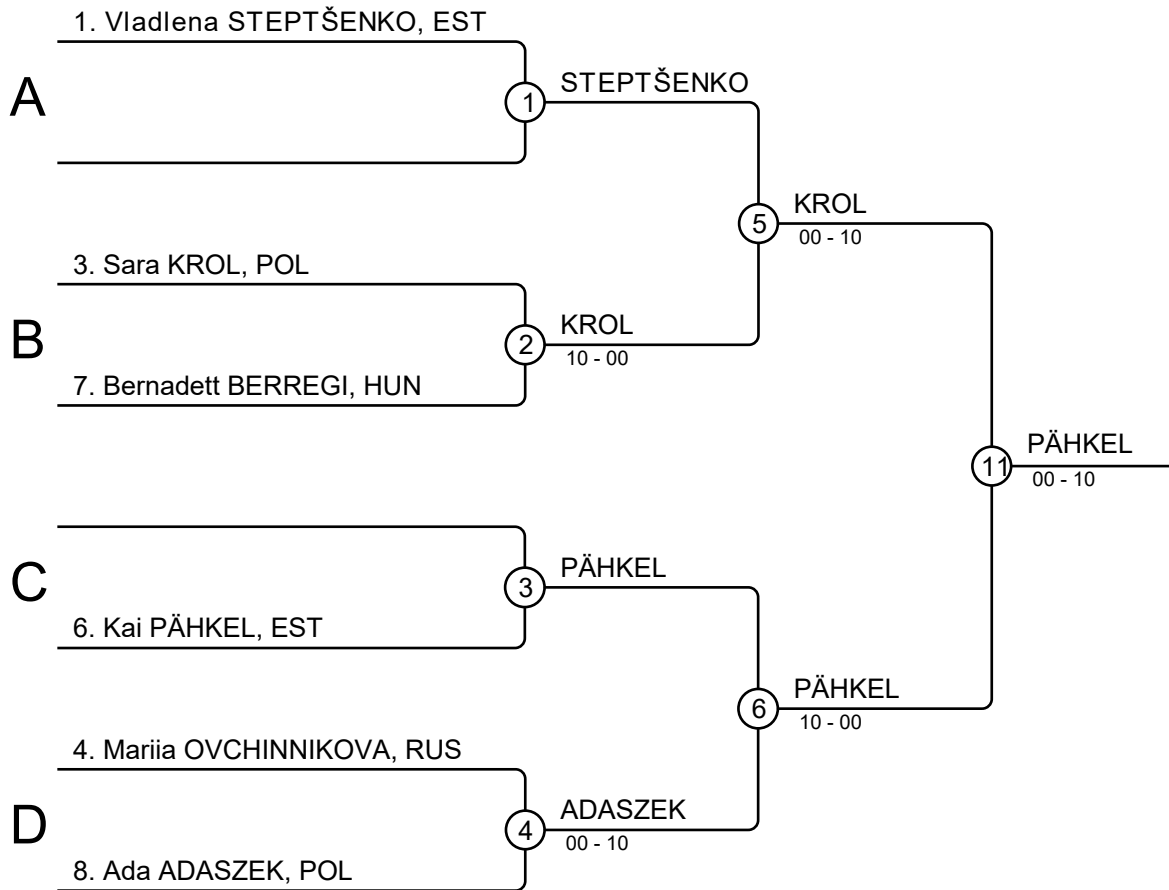 1. Vladlena STEPTŠENKO, EST
A
1
STEPTŠENKO
5
KROL
00 - 10
3. Sara KROL, POL
B
2
KROL
10 - 00
7. Bernadett BERREGI, HUN
11
PÄHKEL
00 - 10
C
3
PÄHKEL
6. Kai PÄHKEL, EST
6
PÄHKEL
10 - 00
4. Mariia OVCHINNIKOVA, RUS
D
4
ADASZEK
00 - 10
8. Ada ADASZEK, POL